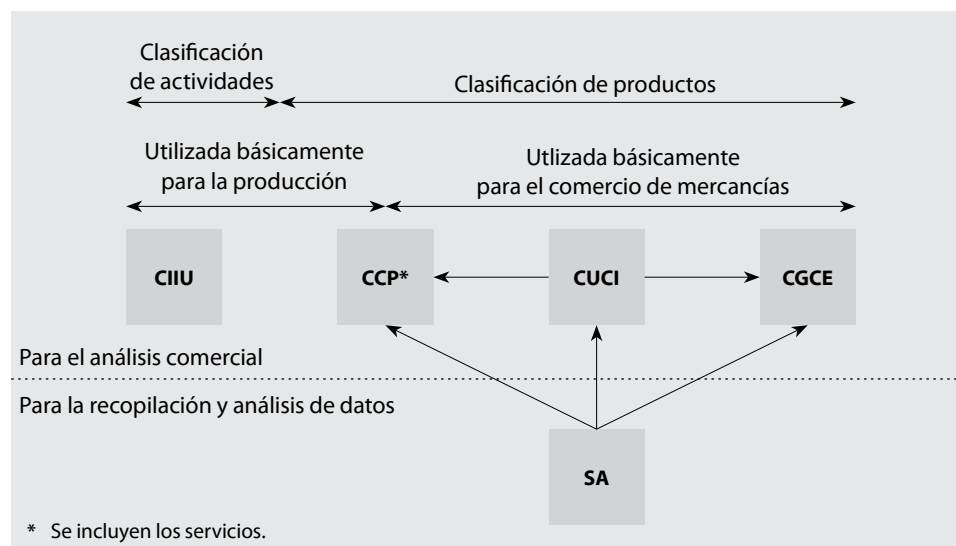 Clasificación
de actividades
Clasificación de productos
Utilizada básicamente
para la producción
Utlizada básicamente
para el comercio de mercancías
CIIU
CCP*
CUCI
CGCE
Para el análisis comercial
Para la recopilación y análisis de datos
SA
* Se incluyen los servicios.